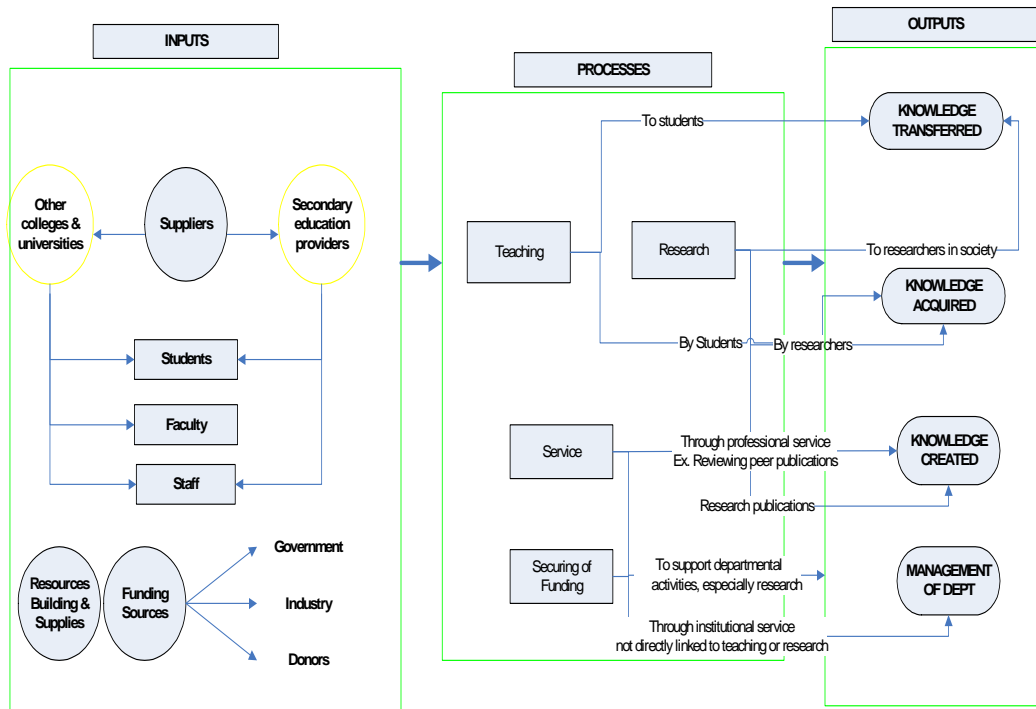 INPUTS
PROCESSES
OUTPUTS
Other
colleges &
universities
Suppliers
Secondary
education
providers
Students
Faculty
Staff
Resources
Building &
Supplies
Funding
Sources
Government
Industry
Donors
Teaching
Research
Service
Securing of
Funding
To students
To researchers in society
By Students
By researchers
Through professional service
Ex. Reviewing peer publications
Research publications
To support departmental
activities, especially research
Through institutional service
not directly linked to teaching or research
KNOWLEDGE
TRANSFERRED
KNOWLEDGE
ACQUIRED
KNOWLEDGE
CREATED
MANAGEMENT
OF DEPT